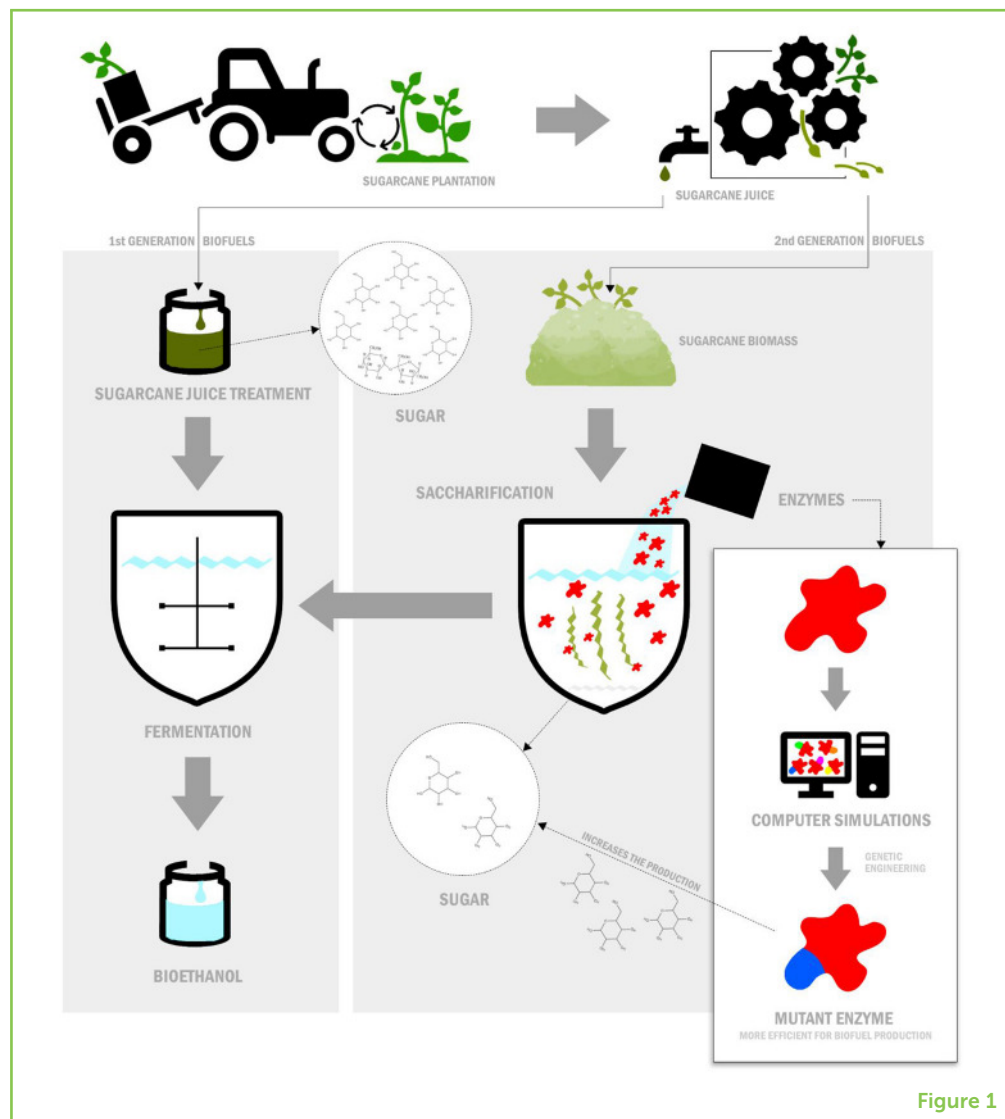 SUGARCANE PLANTATION
SUGARCANE JUICE
1st GENERATION BIOFUELS
2nd GENERATION BIOFUELS
SUGARCANE BIOMASS
SUGARCANE JUICE TREATMENT
SUGAR
SACCHARIFICATION
ENZYMES
FERMENTATION
COMPUTER SIMULATIONS
GENETIC
ENGINEERING
INCREASES THE PRODUCTION
SUGAR
BIOETHANOL
MUTANT ENZYME
MORE EFFICIENT FOR BIOFUEL PRODUCTION
Figure 1